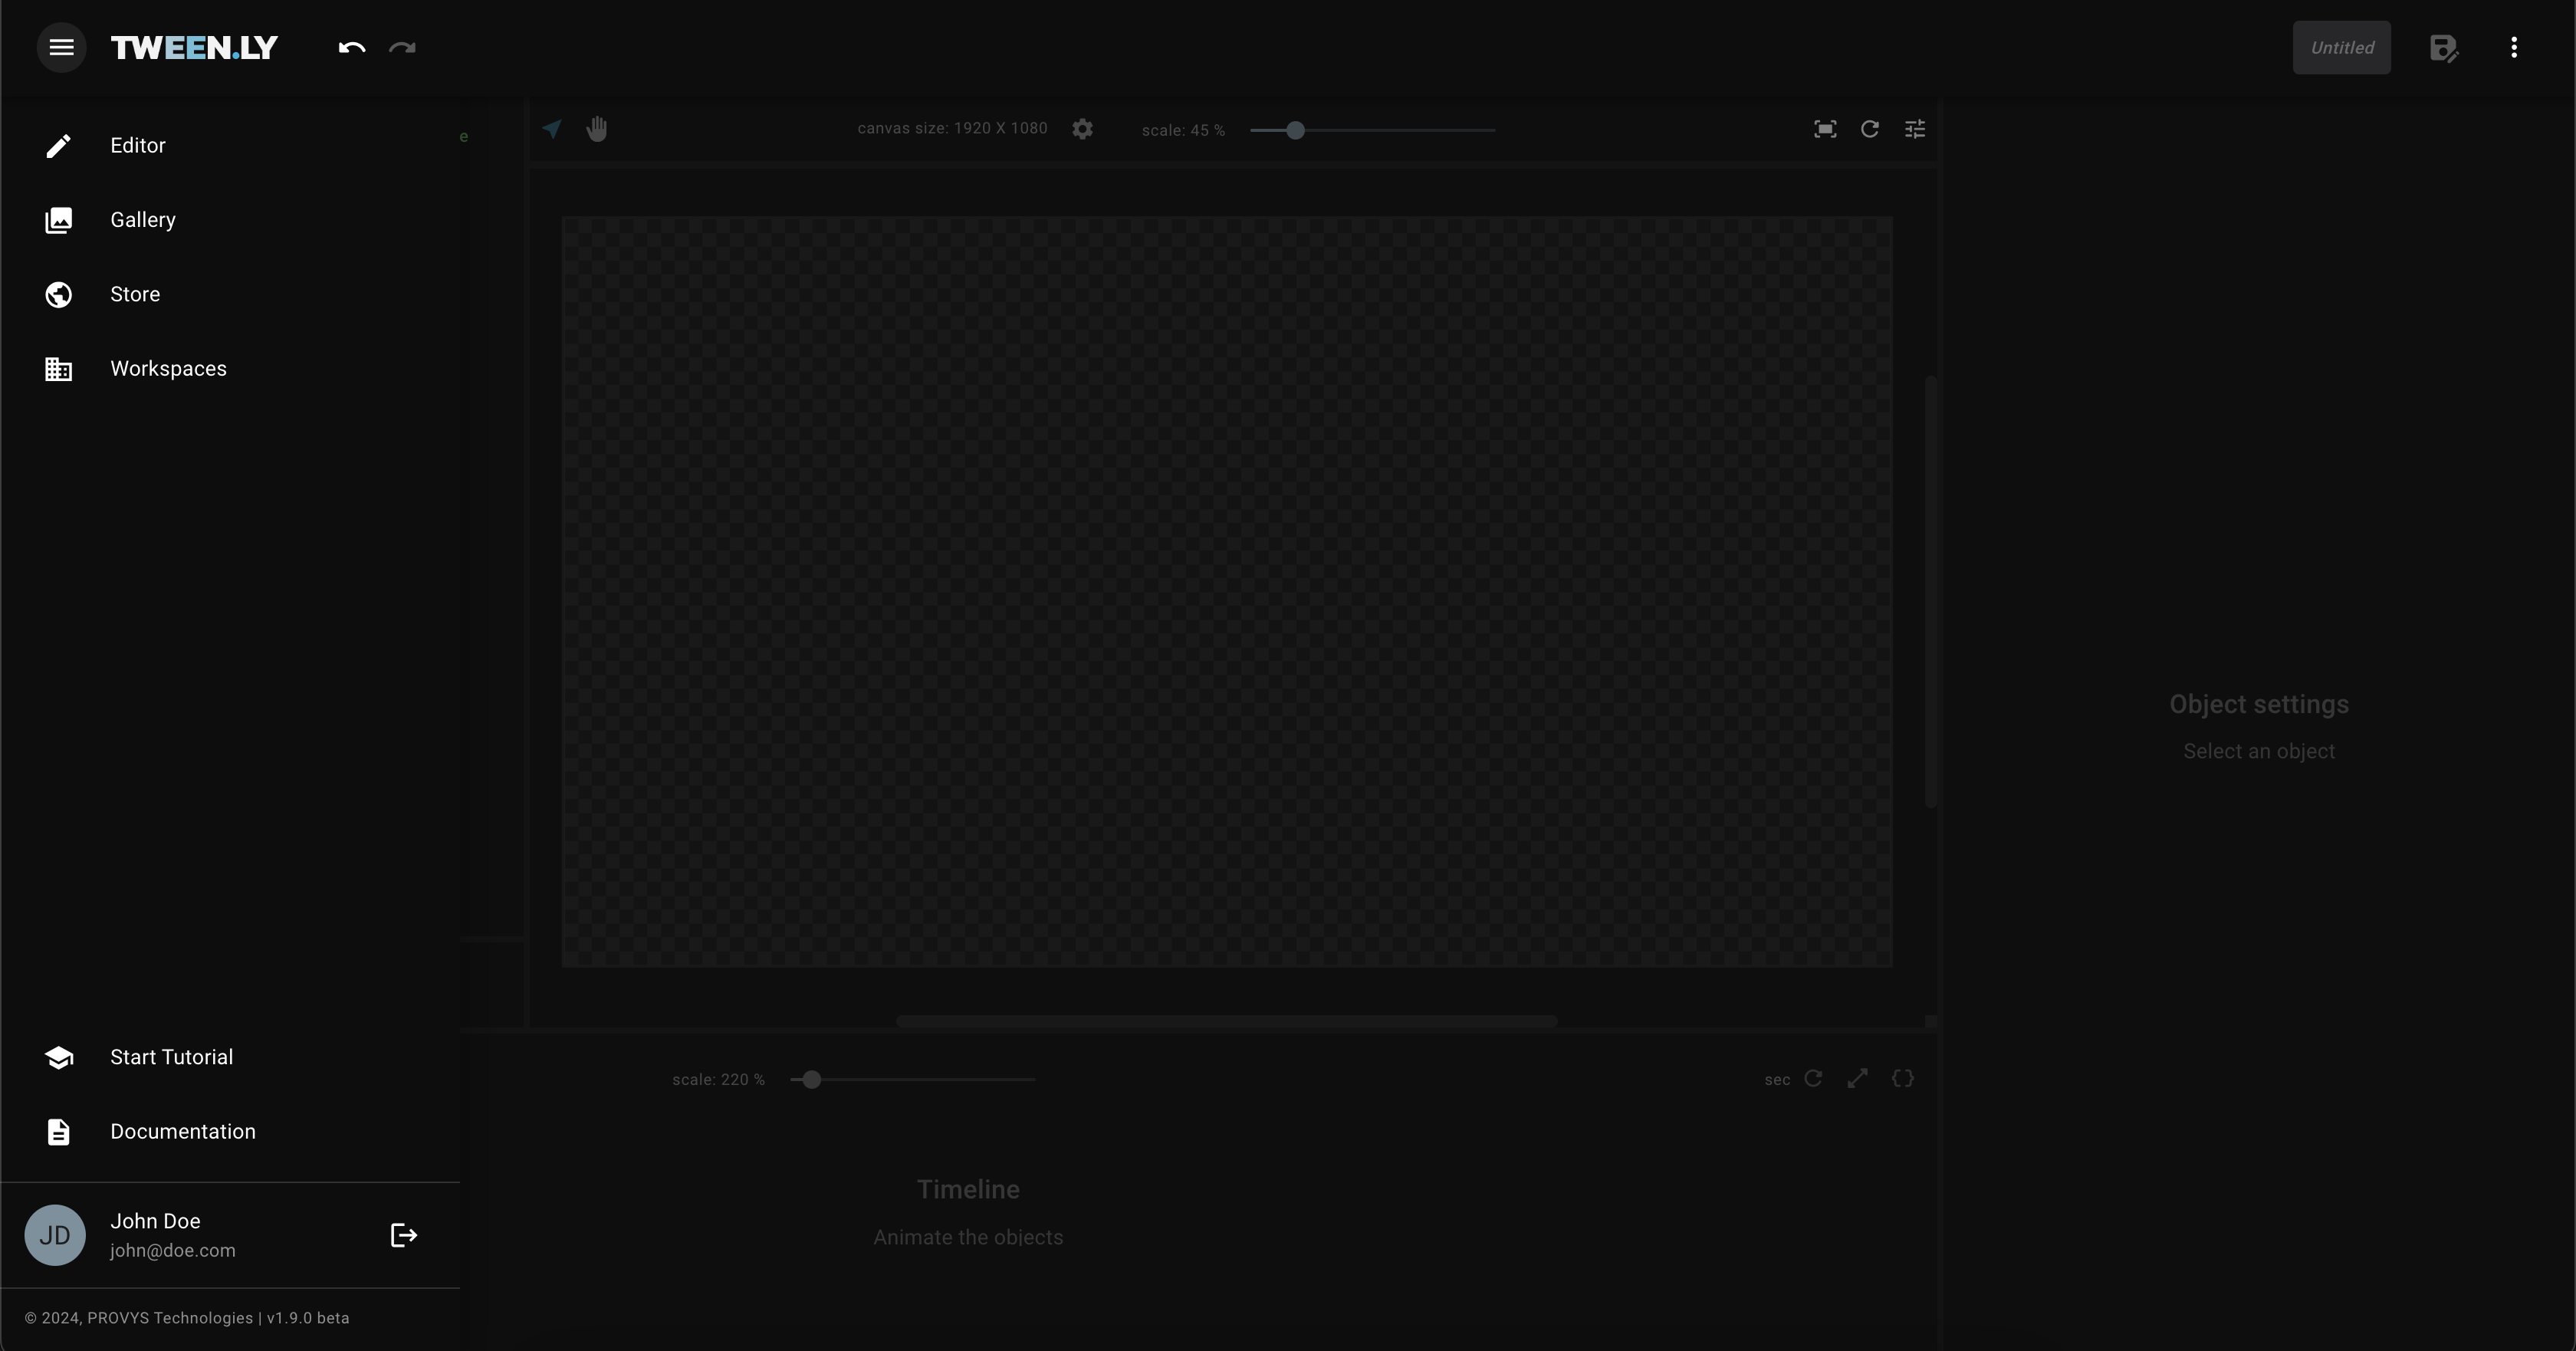 TWEEN.LY
Untitled
Editor
Gallery
Store
Workspaces
e
canvas size: 1920 X 1080
scale: 45 %
Object settings
Select an object
Start Tutorial
Documentation
scale: 220 %
sec
Timeline
Animate the objects
JD
John Doe
john@doe.com
© 2024, PROVYS Technologies | v1.9.0 beta